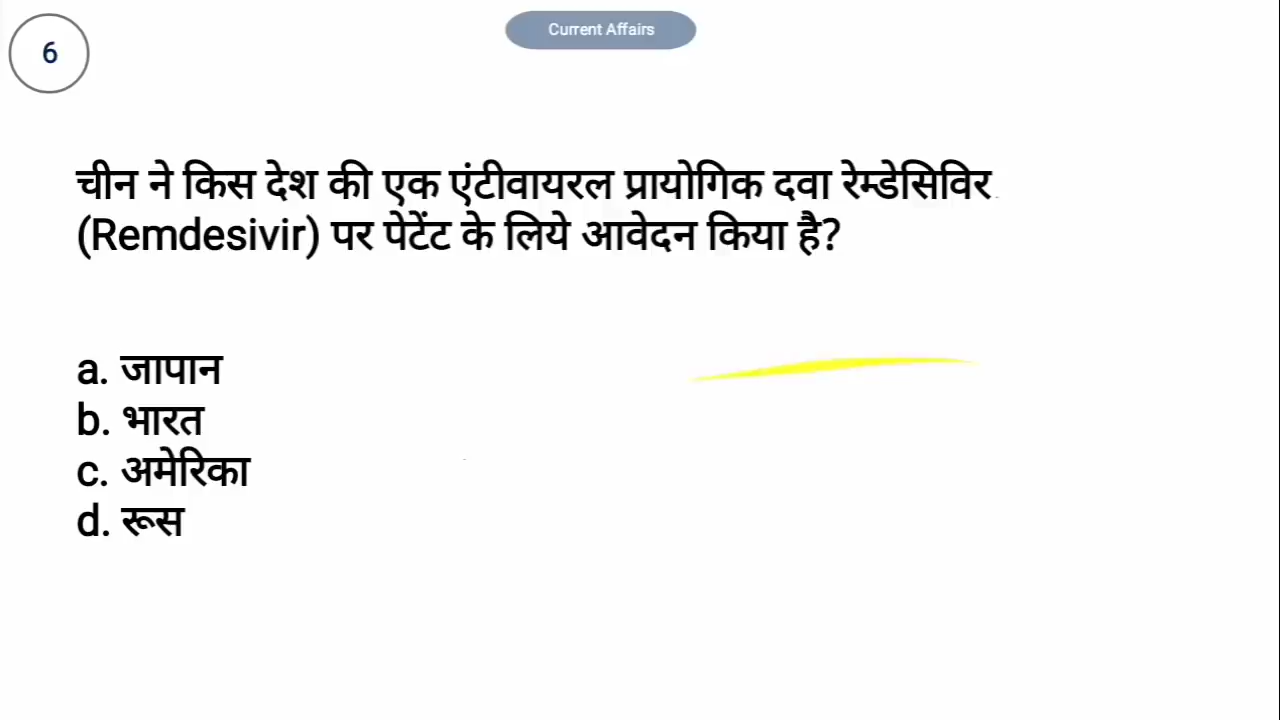 6
Current Affairs
चीन ने किस देश की एक एंटीवायरल प्रायोगिक दवा रेम्डेसिविर
(Remdesivir) पर पेटेंट के लिये आवेदन किया है?
a. जापान
b. भारत
c. अमेरिका
d. रूस